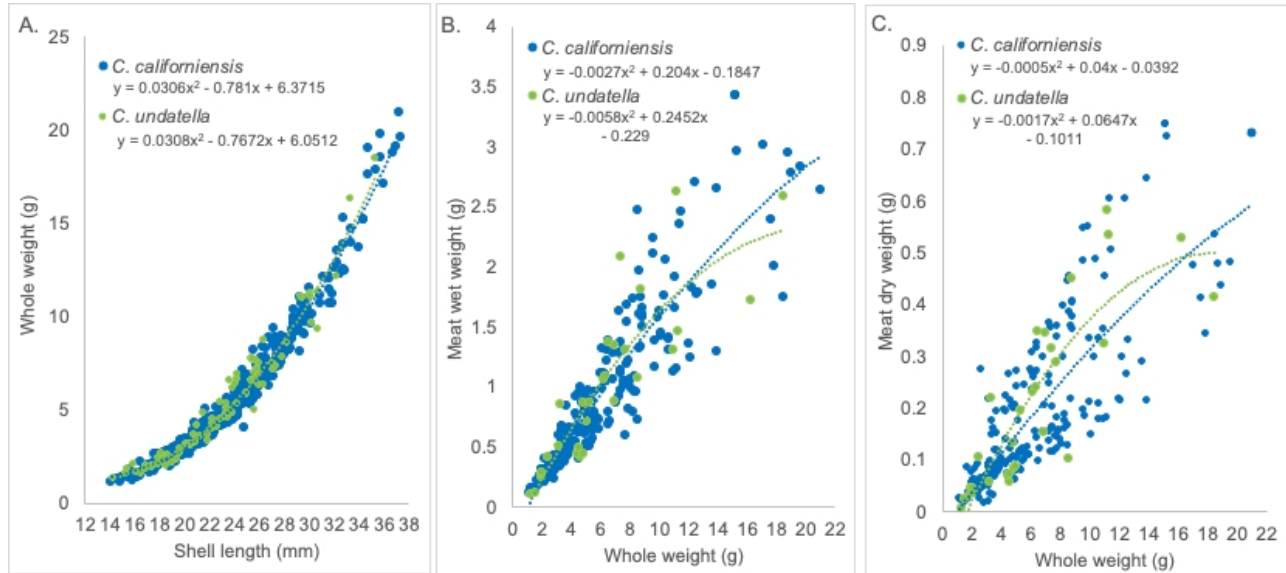 A.
25
20
15
10
5
0
Whole weight (g)
C. californiensis
y = 0.0306x² - 0.781x + 6.3715
C. undatella
y = 0.0308x² - 0.7672x + 6.0512
12 14 16 18 20 22 24 26 28 30 32 34 36 38
Shell length (mm)
B.
4
3.5
3
2.5
2
1.5
1
0.5
0
Meat wet weight (g)
C. californiensis
y = -0.0027x² + 0.204x - 0.1847
C. undatella
y = -0.0058x² + 0.2452x
- 0.229
0 2 4 6 8 10 12 14 16 18 20 22
Whole weight (g)
C.
0.9
0.8
0.7
0.6
0.5
0.4
0.3
0.2
0.1
0
Meat dry weight (g)
C. californiensis
y = -0.0005x² + 0.04x - 0.0392
C. undatella
y = -0.0017x² + 0.0647x
- 0.1011
0 2 4 6 8 10 12 14 16 18 20 22
Whole weight (g)